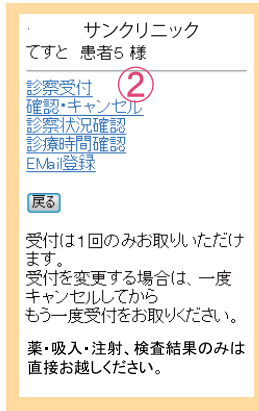 サンクリニック
てすと 患者5 様
診察受付
②
確認・キャンセル
診察状況確認
診療時間確認
EMail登録
戻る
受付は1回のみお取りいただけ
ます。
受付を変更する場合は、一度
キャンセルしてから
もう一度受付をお取りください。
薬・吸入・注射、検査結果のみは
直接お越しください。